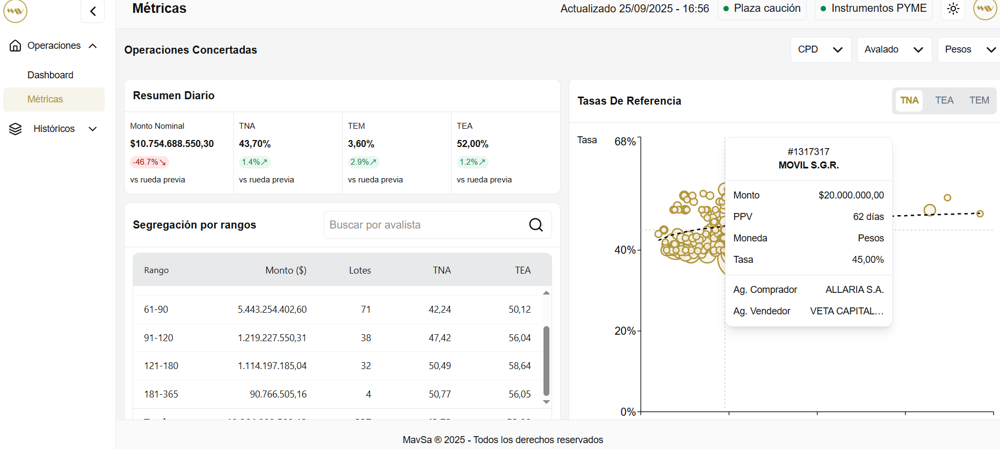 Métricas
Actualizado 25/09/2025 - 16:56
Plaza caución
Instrumentos PYME
Operaciones
Dashboard
Métricas
Históricos
Operaciones Concertadas
CPD
Avalado
Pesos
Resumen Diario
Monto Nominal
$10.754.688.550,30
-46.7%↘
vs rueda previa
TNA
43,70%
1.4%↗
vs rueda previa
TEM
3,60%
2.9%↗
vs rueda previa
TEA
52,00%
1.2%↗
vs rueda previa
Segregación por rangos
Buscar por avalista
Rango Monto ($) Lotes TNA TEA
61-90 5.443.254.402,60 71 42,24 50,12
91-120 1.219.227.550,31 38 47,42 56,04
121-180 1.114.197.185,04 32 50,49 58,64
181-365 90.766.505,16 4 50,77 56,05
Tasas De Referencia
TNA TEA TEM
Tasa
68%
40%
20%
0%
#1317317
MOVIL S.G.R.
Monto $20.000.000,00
PPV 62 días
Moneda Pesos
Tasa 45,00%
Ag. Comprador ALLARIA S.A.
Ag. Vendedor VETA CAPITAL...
MavSa ® 2025 - Todos los derechos reservados